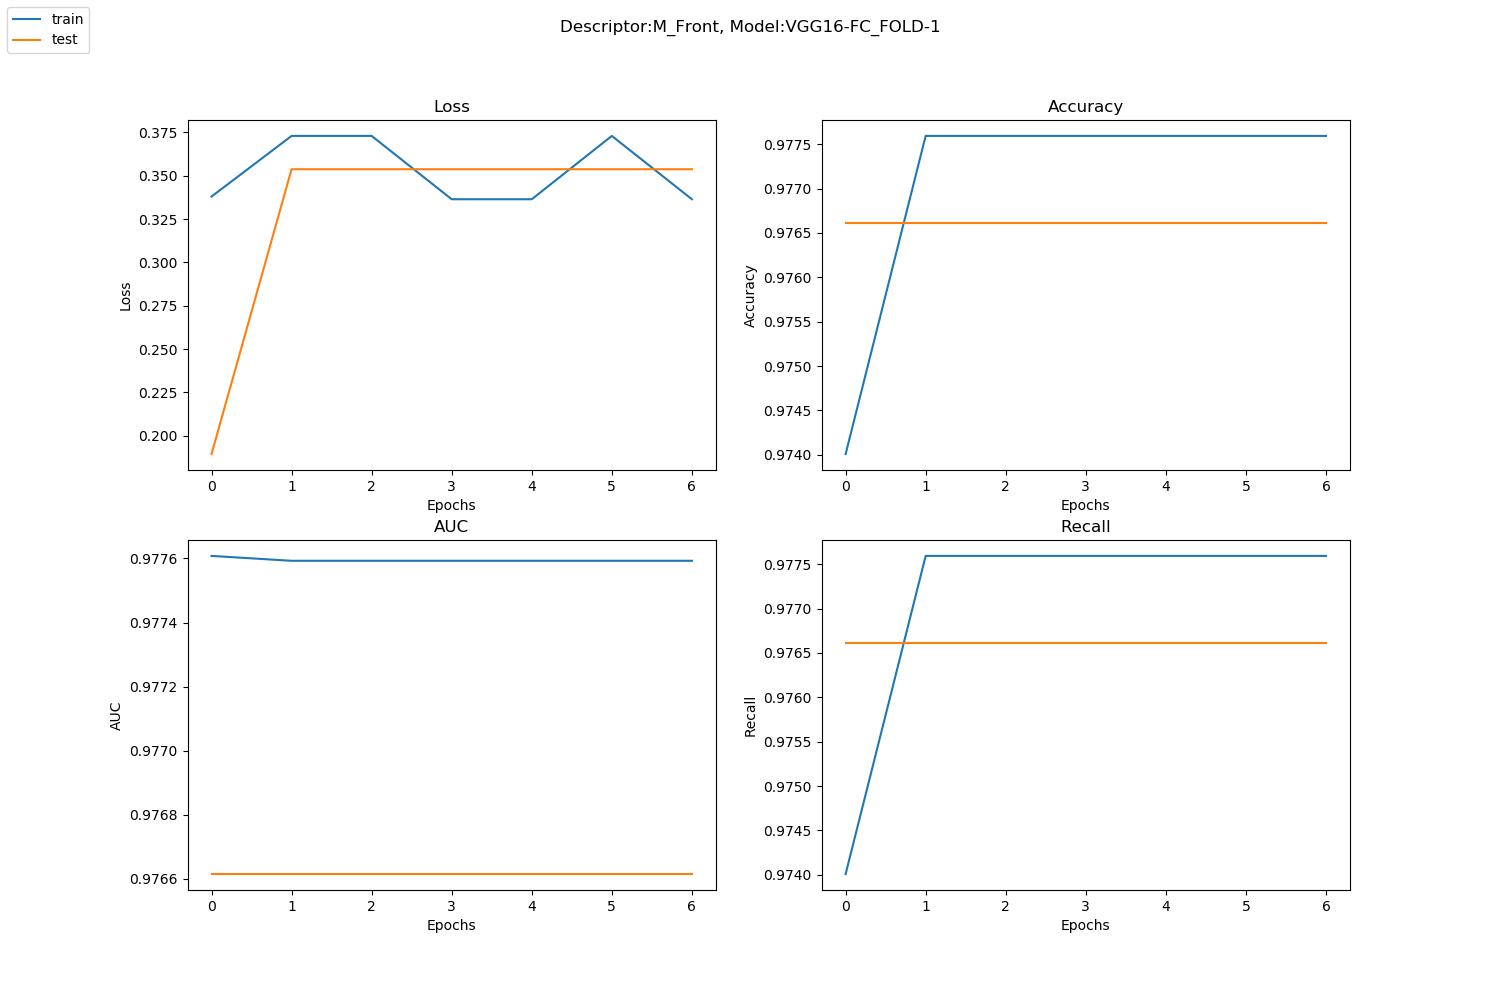 train
test
Descriptor:M_Front, Model:VGG16-FC_FOLD-1
Loss
0.375
0.350
0.325
0.300
0.275
0.250
0.225
0.200
Loss
0 1 2 3 4 5 6
Epochs
Accuracy
0.9775
0.9770
0.9765
0.9760
0.9755
0.9750
0.9745
0.9740
Accuracy
0 1 2 3 4 5 6
Epochs
AUC
0.9776
0.9774
0.9772
0.9770
0.9768
0.9766
AUC
0 1 2 3 4 5 6
Epochs
Recall
0.9775
0.9770
0.9765
0.9760
0.9755
0.9750
0.9745
0.9740
Recall
0 1 2 3 4 5 6
Epochs